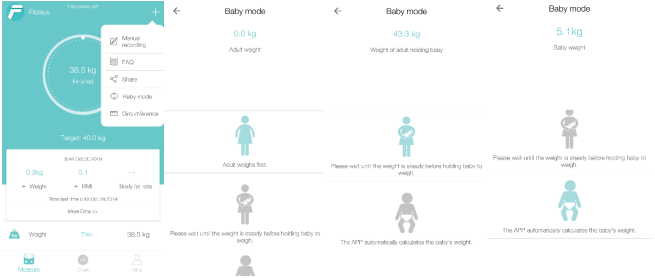 Fitdays
+
Manual
recording
FAQ
Share
Baby mode
Circumference
38.5 kg
Finished
Target: 40.0 kg
0.3kg
0.1
- -
Weight
BMI
Body fat rate
More Data >>
Weight
Thin
38.5 kg
Measure
Chart
Mine
Baby mode
0.0 kg
Adult weight
Adult weighs first.
Please wait until the weight is steady before holding baby to
weigh.
Baby mode
43.3 kg
Weight of adult holding baby
Please wait until the weight is steady before holding baby to
weigh.
The APP automatically calculates the baby's weight.
Baby mode
5.1kg
Baby weight
Please wait until the weight is steady before holding baby to
weigh.
The APP automatically calculates the baby's weight.